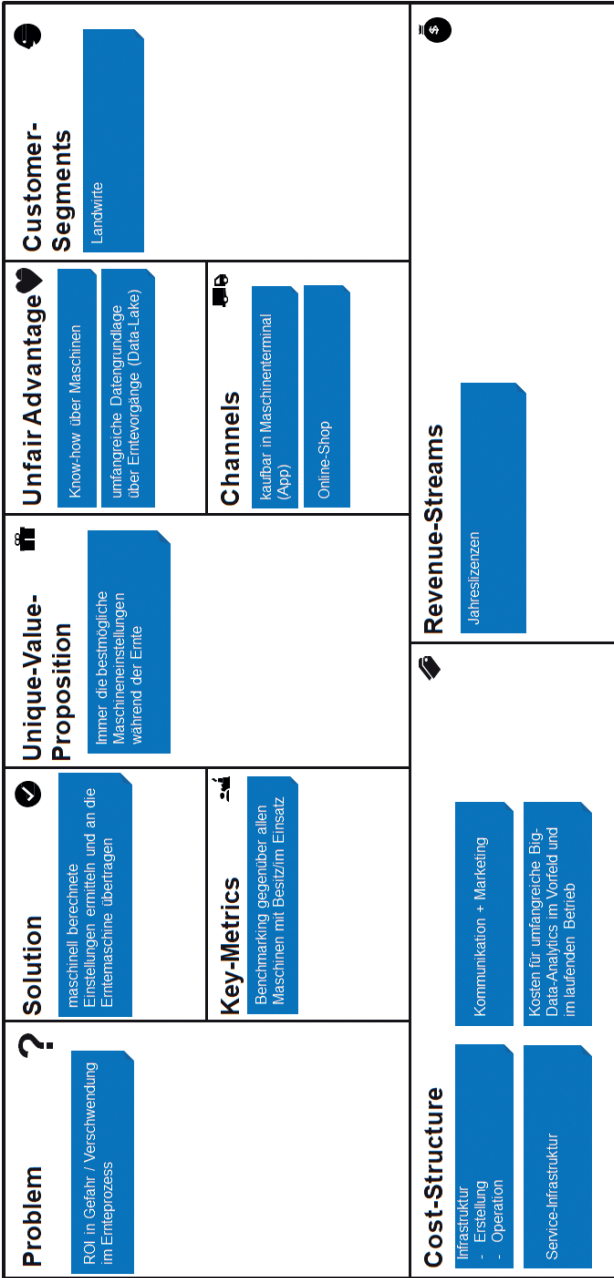 Problem
?
ROI in Gefahr / Verschwendung
im Ernteprozess
Solution
maschinell berechnete
Einstellungen ermitteln und an die
Erntemaschine übertragen
Key-Metrics
Benchmarking gegenüber allen
Maschinen mit Besitz/im Einsatz
Unique-Value-
Proposition
Immer die bestmögliche
Maschineneinstellungen
während der Ernte
Unfair Advantage
Know-how über Maschinen
umfangreiche Datengrundlage
über Erntevorgänge (Data-Lake)
Channels
kaufbar in Maschinenterminal
(App)
Online-Shop
Customer-
Segments
Landwirte
Cost-Structure
Infrastruktur
- Erstellung
- Operation
Kommunikation + Marketing
Service-Infrastruktur
Kosten für umfangreiche Big-
Data-Analytics im Vorfeld und
im laufenden Betrieb
Revenue-Streams
$
Jahreslizenzen